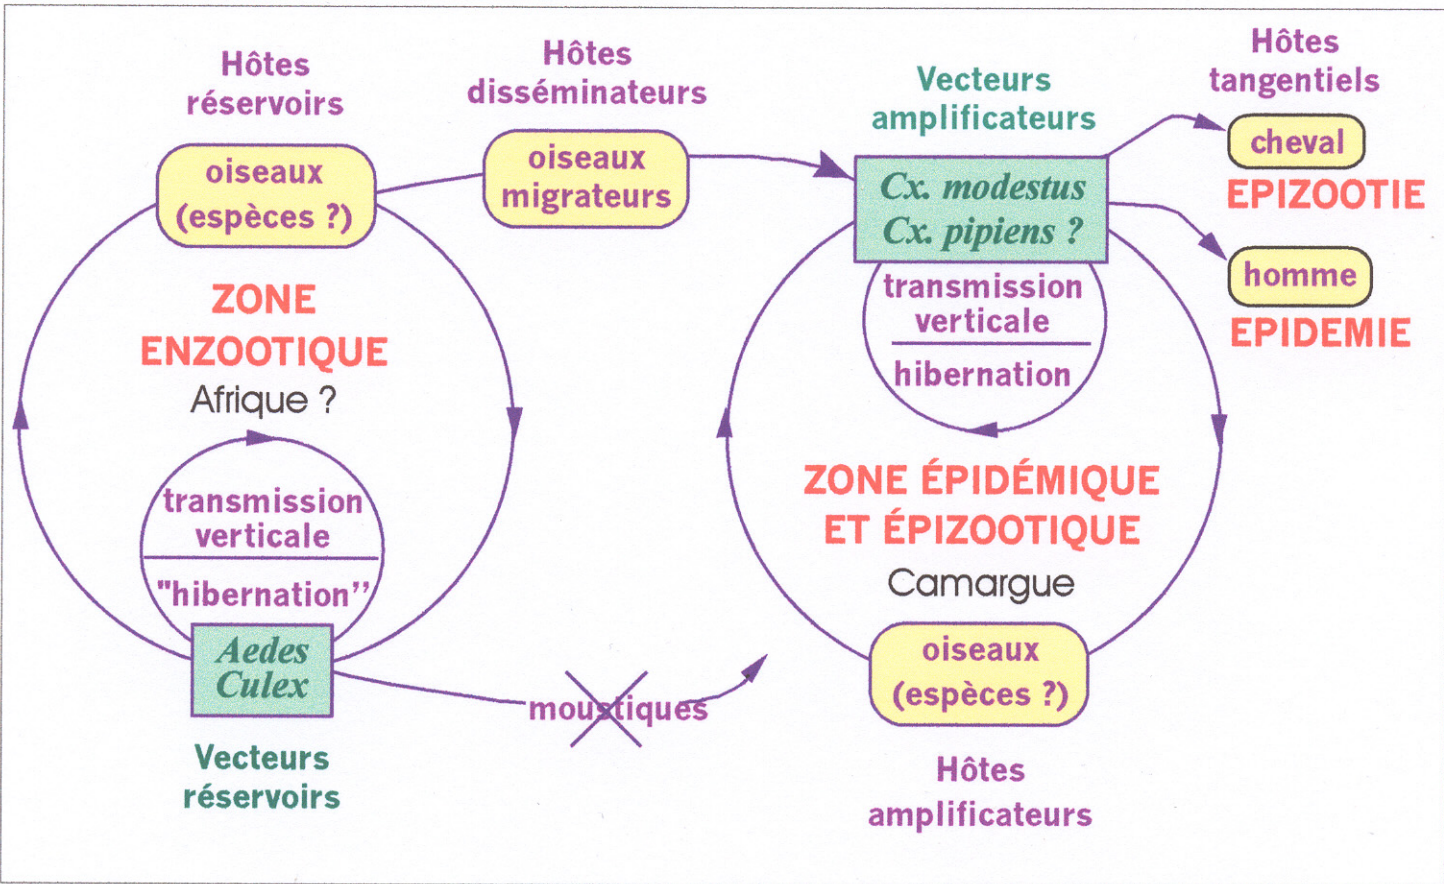 Hôtes
réservoirs
oiseaux
(espèces ?)
Hôtes
disséminateurs
oiseaux
migrateurs
ZONE
ENZOOTIQUE
Afrique ?
transmission
verticale
"hibernation’’
Aedes
Culex
Vecteurs
réservoirs
moustiques
Vecteurs
amplificateurs
Cx. modestus
Cx. pipiens ?
transmission
verticale
hibernation
Hôtes
tangentiels
cheval
EPIZOOTIE
homme
EPIDEMIE
ZONE ÉPIDÉMIQUE
ET ÉPIZOOTIQUE
Camargue
oiseaux
(espèces ?)
Hôtes
amplificateurs